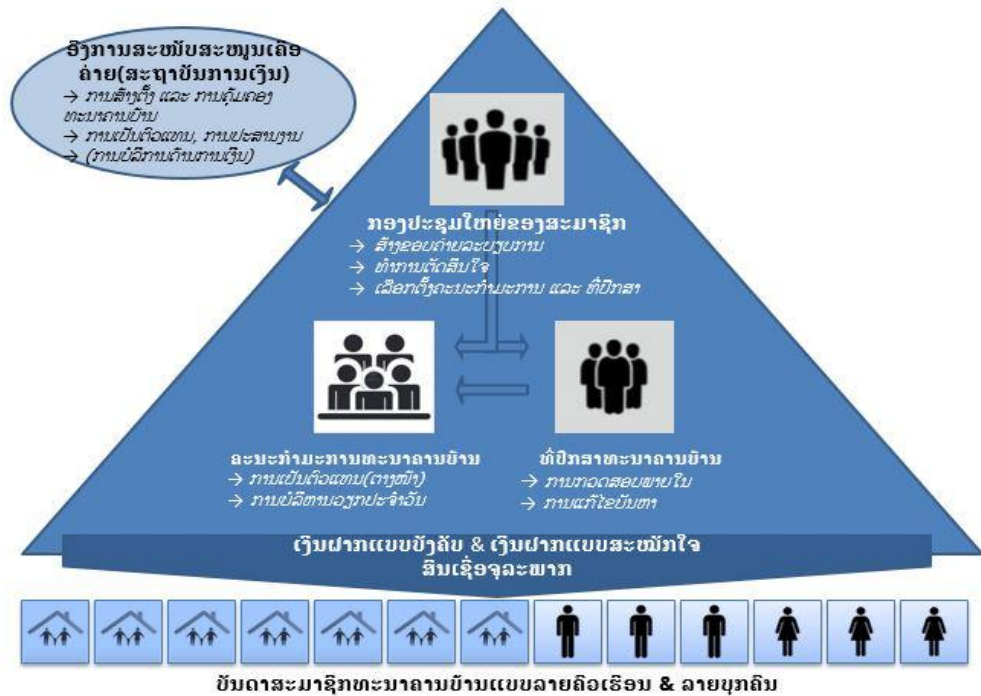 ອົງການສະໜັບສະໜູນເຄືອ
ຄ່າຍ(ສະຖາບັນການເງິນ)
→ ການສ້າງຕັ້ງ ແລະ ການຄຸ້ມຄອງ
ທະນາຄານບ້ານ
→ ການເປັນຕົວແທນ, ການປະສານງານ
→ (ການບໍລິການດ້ານການເງິນ)
ກອງປະຊຸມໃຫຍ່ຂອງສະມາຊິກ
→ ສ້າງຂອບຄ່າຍລະບຽບການ
→ ທຳການຕັດສິນໃຈ
→ ເລືອກຕັ້ງຄະນະກຳມະການ ແລະ ທີ່ປຶກສາ
ຄະນະກຳມະການທະນາຄານບ້ານ
→ ການເປັນຕົວແທນ(ຕາງໜ້າ)
→ ການບໍລິຫານວຽກປະຈຳວັນ
ທີ່ປຶກສາທະນາຄານບ້ານ
→ ການກວດສອບພາຍໃນ
→ ການແກ້ໄຂບັນຫາ
ເງິນຝາກແບບບັງຄັບ & ເງິນຝາກແບບສະໝັກໃຈ
ສິນເຊື່ອຈຸລະພາກ
ບັນດາສະມາຊິກທະນາຄານບ້ານແບບລາຍຄົວເຮືອນ & ລາຍບຸກຄົນ